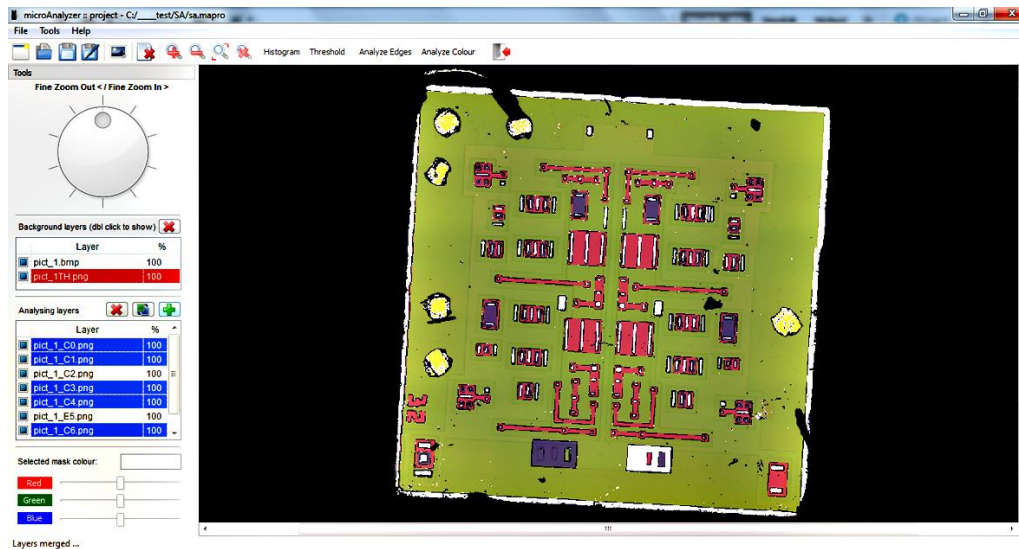 microAnalyzer :: project - C:/____test/SA/sa.mapro
File Tools Help
Histogram Threshold Analyze Edges Analyze Colour
Tools
Fine Zoom Out < / Fine Zoom In >
Background layers (dbl click to show)
Layer %
pict_1.bmp 100
pict_1TH.png 100
Analysing layers
Layer %
pict_1_C0.png 100
pict_1_C1.png 100
pict_1_C2.png 100
pict_1_C3.png 100
pict_1_C4.png 100
pict_1_E5.png 100
pict_1_C6.png 100
Selected mask colour:
Red
Green
Blue
Layers merged ...